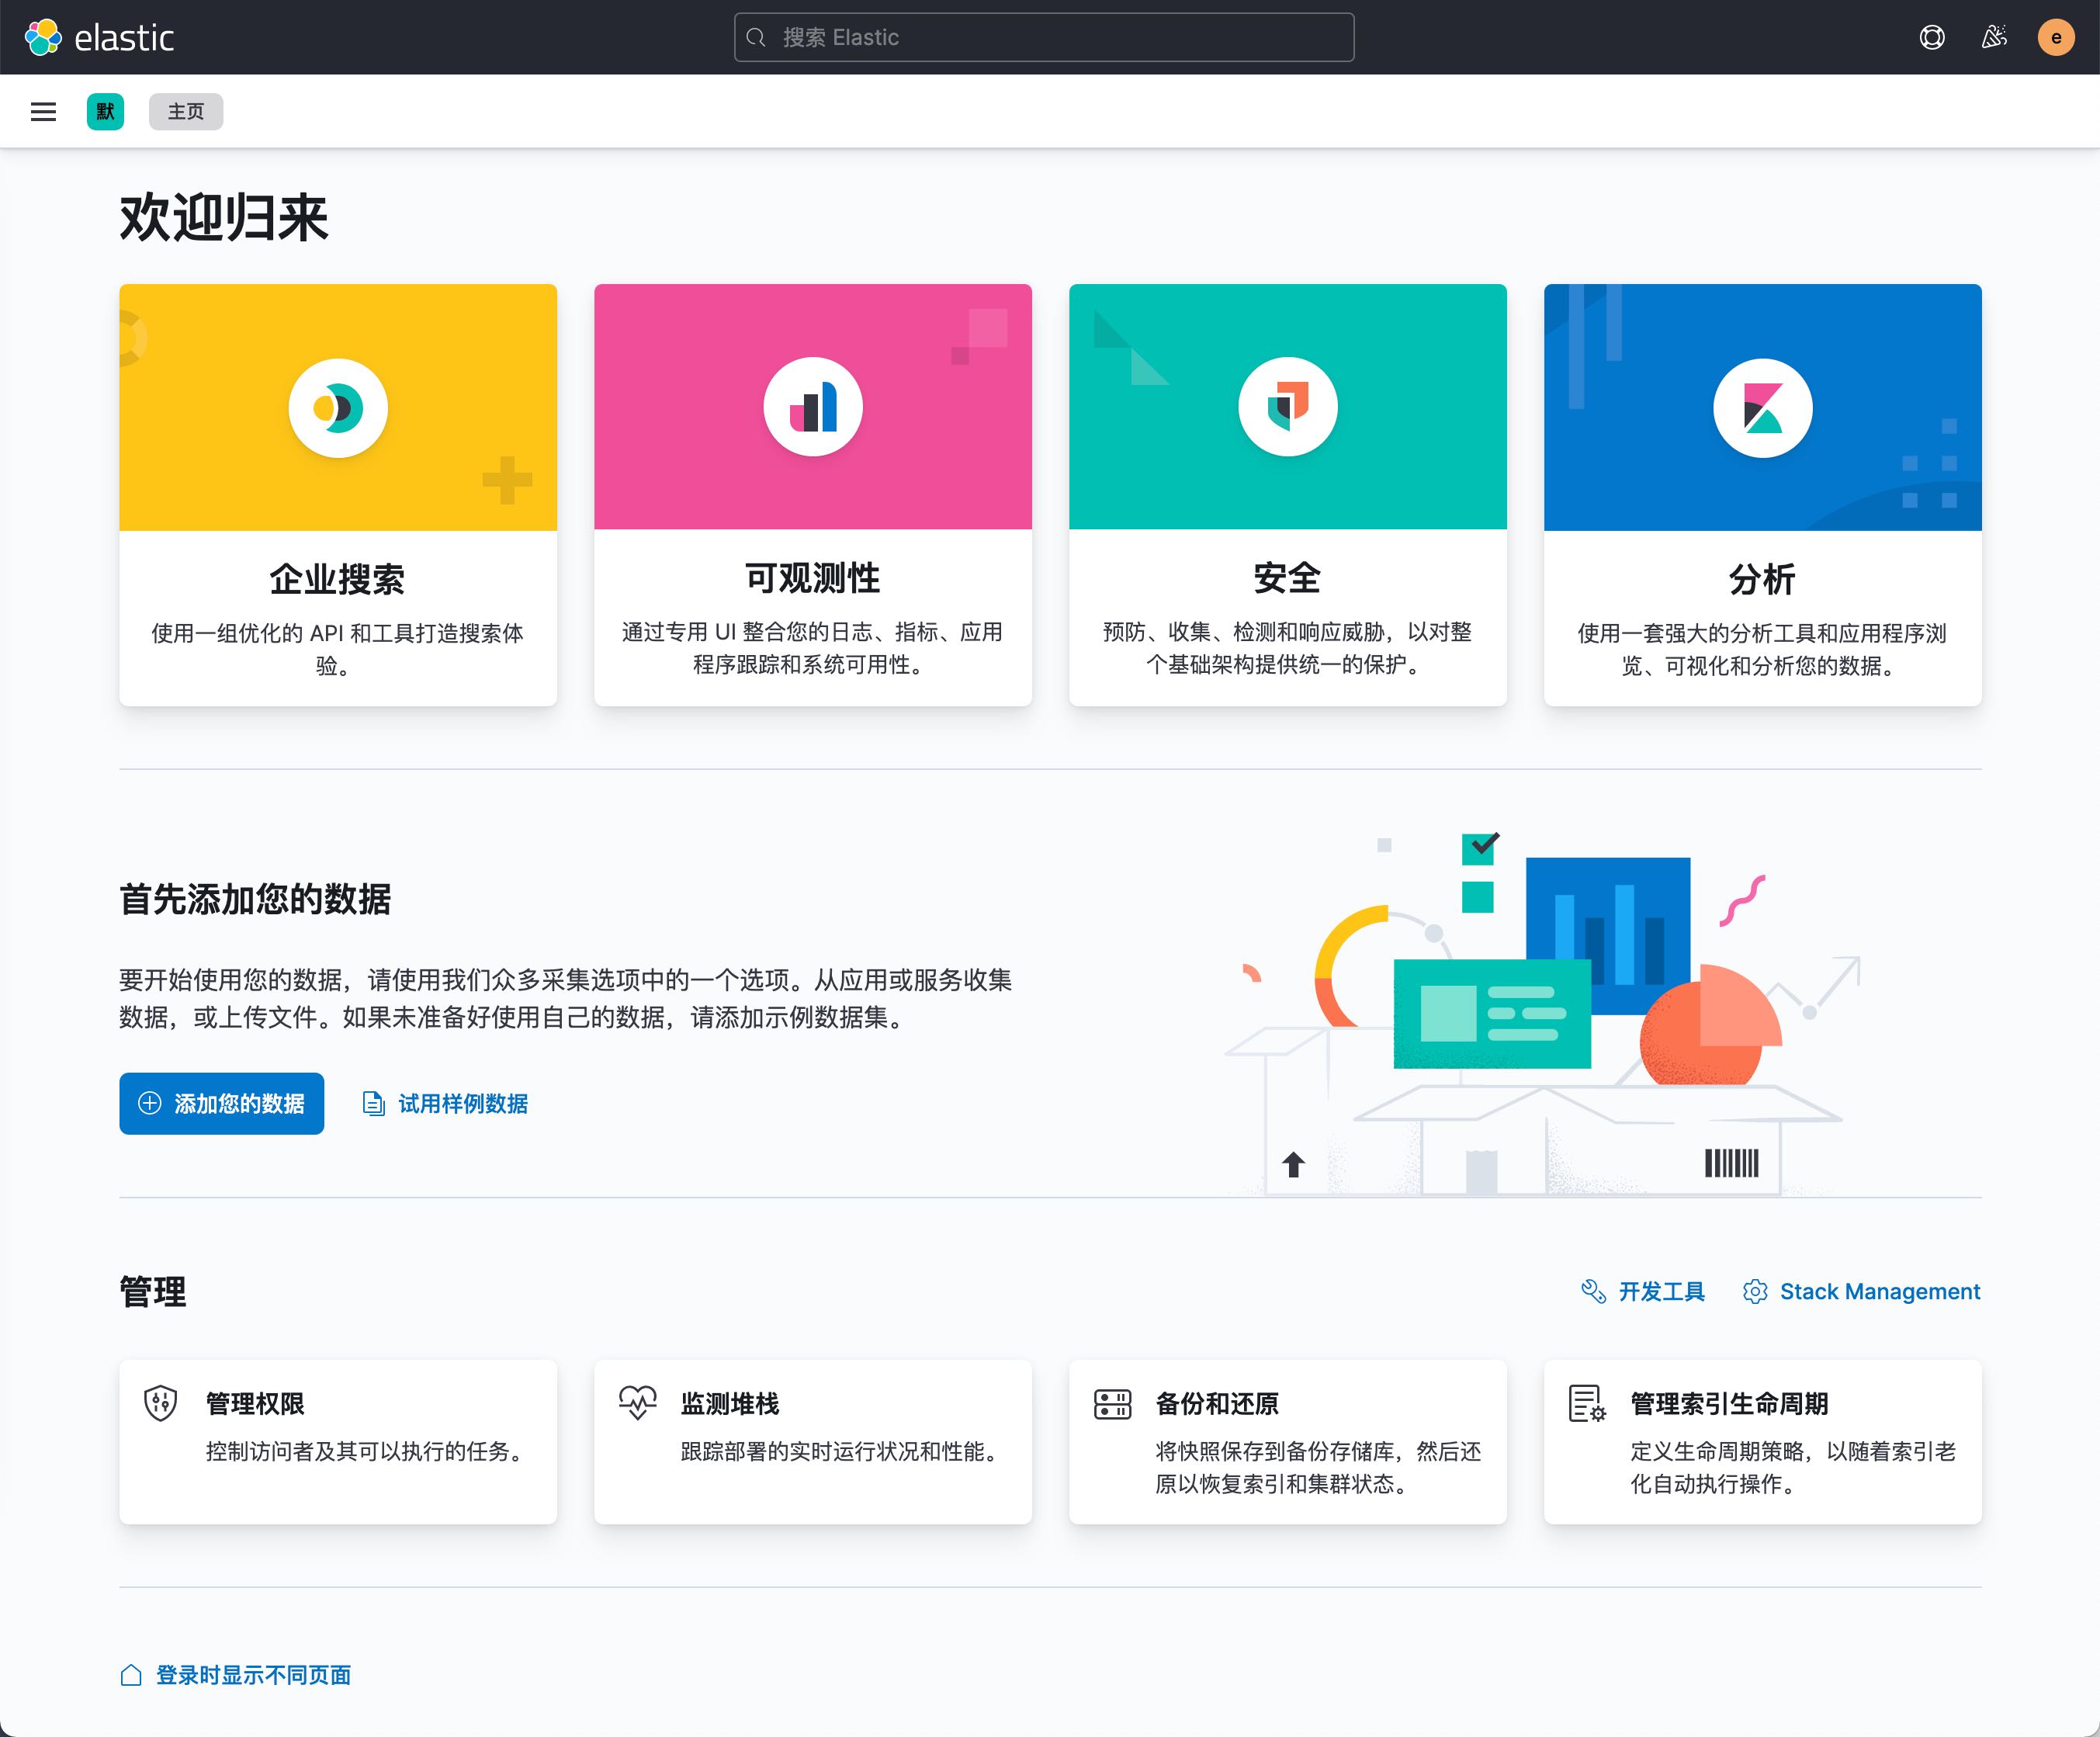 elastic
搜索 Elastic
e
默
主页
欢迎归来
企业搜索
使用一组优化的 API 和工具打造搜索体
验。
可观测性
通过专用 UI 整合您的日志、指标、应用
程序跟踪和系统可用性。
安全
预防、收集、检测和响应威胁，以对整
个基础架构提供统一的保护。
分析
使用一套强大的分析工具和应用程序浏
览、可视化和分析您的数据。
首先添加您的数据
要开始使用您的数据，请使用我们众多采集选项中的一个选项。从应用或服务收集
数据，或上传文件。如果未准备好使用自己的数据，请添加示例数据集。
添加您的数据
试用样例数据
管理
开发工具
Stack Management
管理权限
控制访问者及其可以执行的任务。
监测堆栈
跟踪部署的实时运行状况和性能。
备份和还原
将快照保存到备份存储库，然后还
原以恢复索引和集群状态。
管理索引生命周期
定义生命周期策略，以随着索引老
化自动执行操作。
登录时显示不同页面